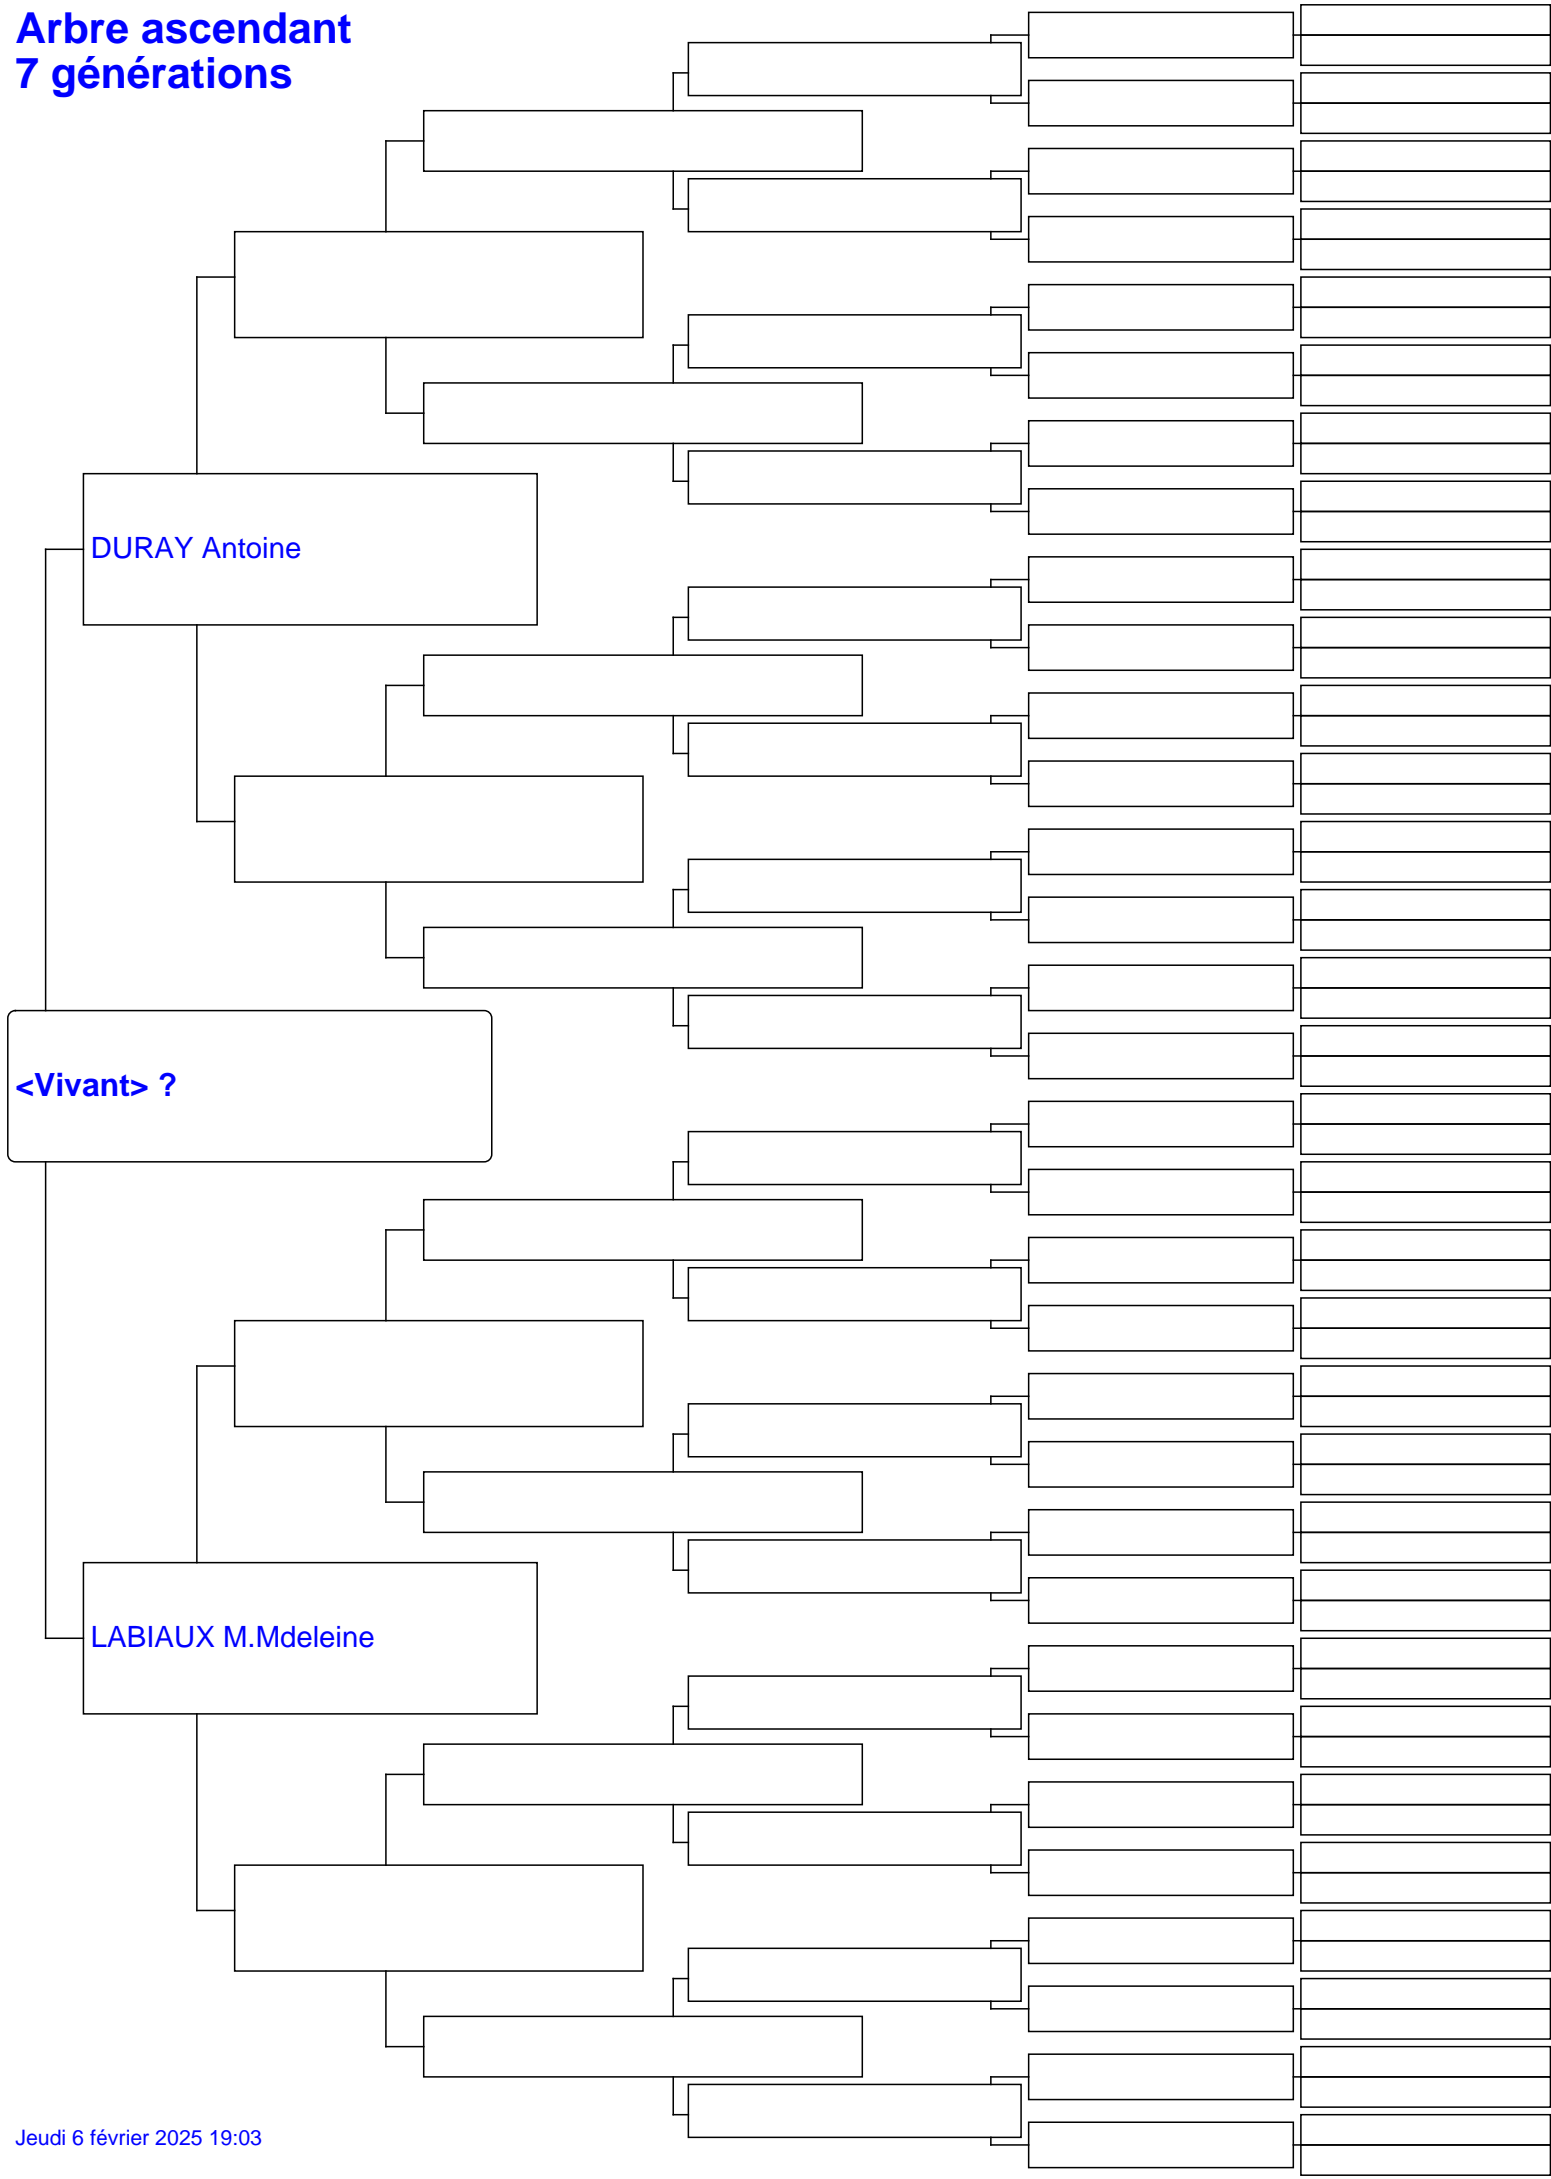 Arbre ascendant
7 générations
DURAY Antoine
<Vivant> ?
LABIAUX M.Mdeleine
Jeudi 6 février 2025 19:03